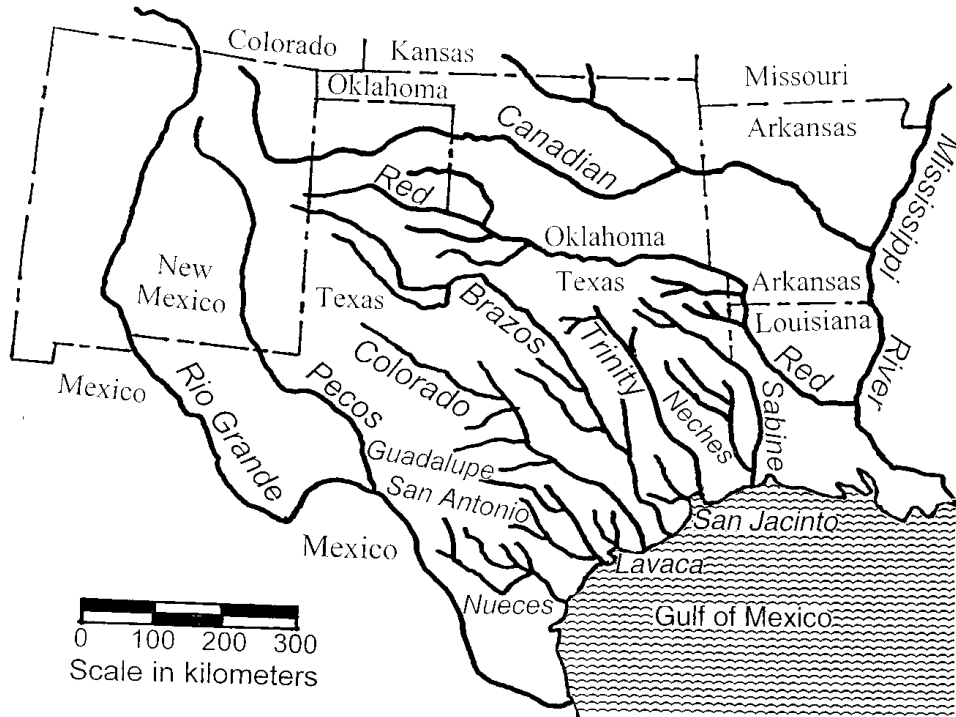 Colorado
Kansas
Missouri
Oklahoma
Arkansas
Canadian
Mississippi
Red
Oklahoma
New
Mexico
Texas
Brazos
Texas
Arkansas
Louisiana
Trinity
River
Mexico
Rio Grande
Pecos
Colorado
Neches
Sabine
Red
Guadalupe
San Antonio
San Jacinto
Mexico
Lavaca
Nueces
Gulf of Mexico
0 100 200 300
Scale in kilometers